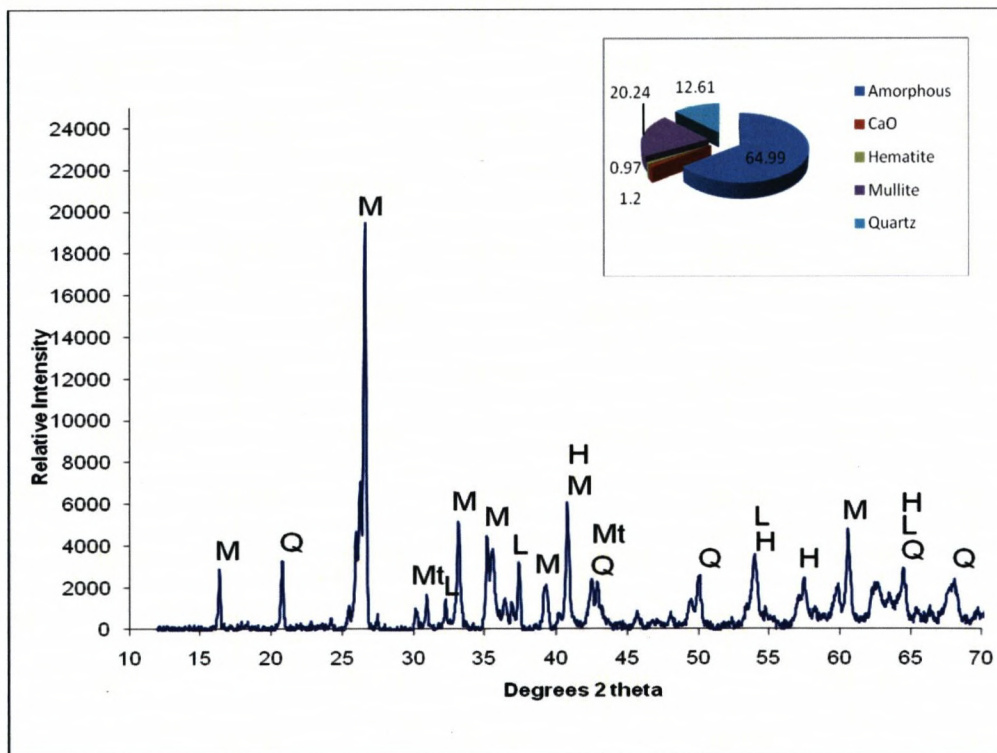 20.24
12.61
0.97
64.99
1.2
Amorphous
CaO
Hematite
Mullite
Quartz
Relative Intensity
24000
22000
20000
18000
16000
14000
12000
10000
8000
6000
4000
2000
0
M
Q
M
Mt
L
M
M
L
M
H
M
Mt
Q
Q
L
H
H
M
H
L
Q
Q
10 15 20 25 30 35 40 45 50 55 60 65 70
Degrees 2 theta